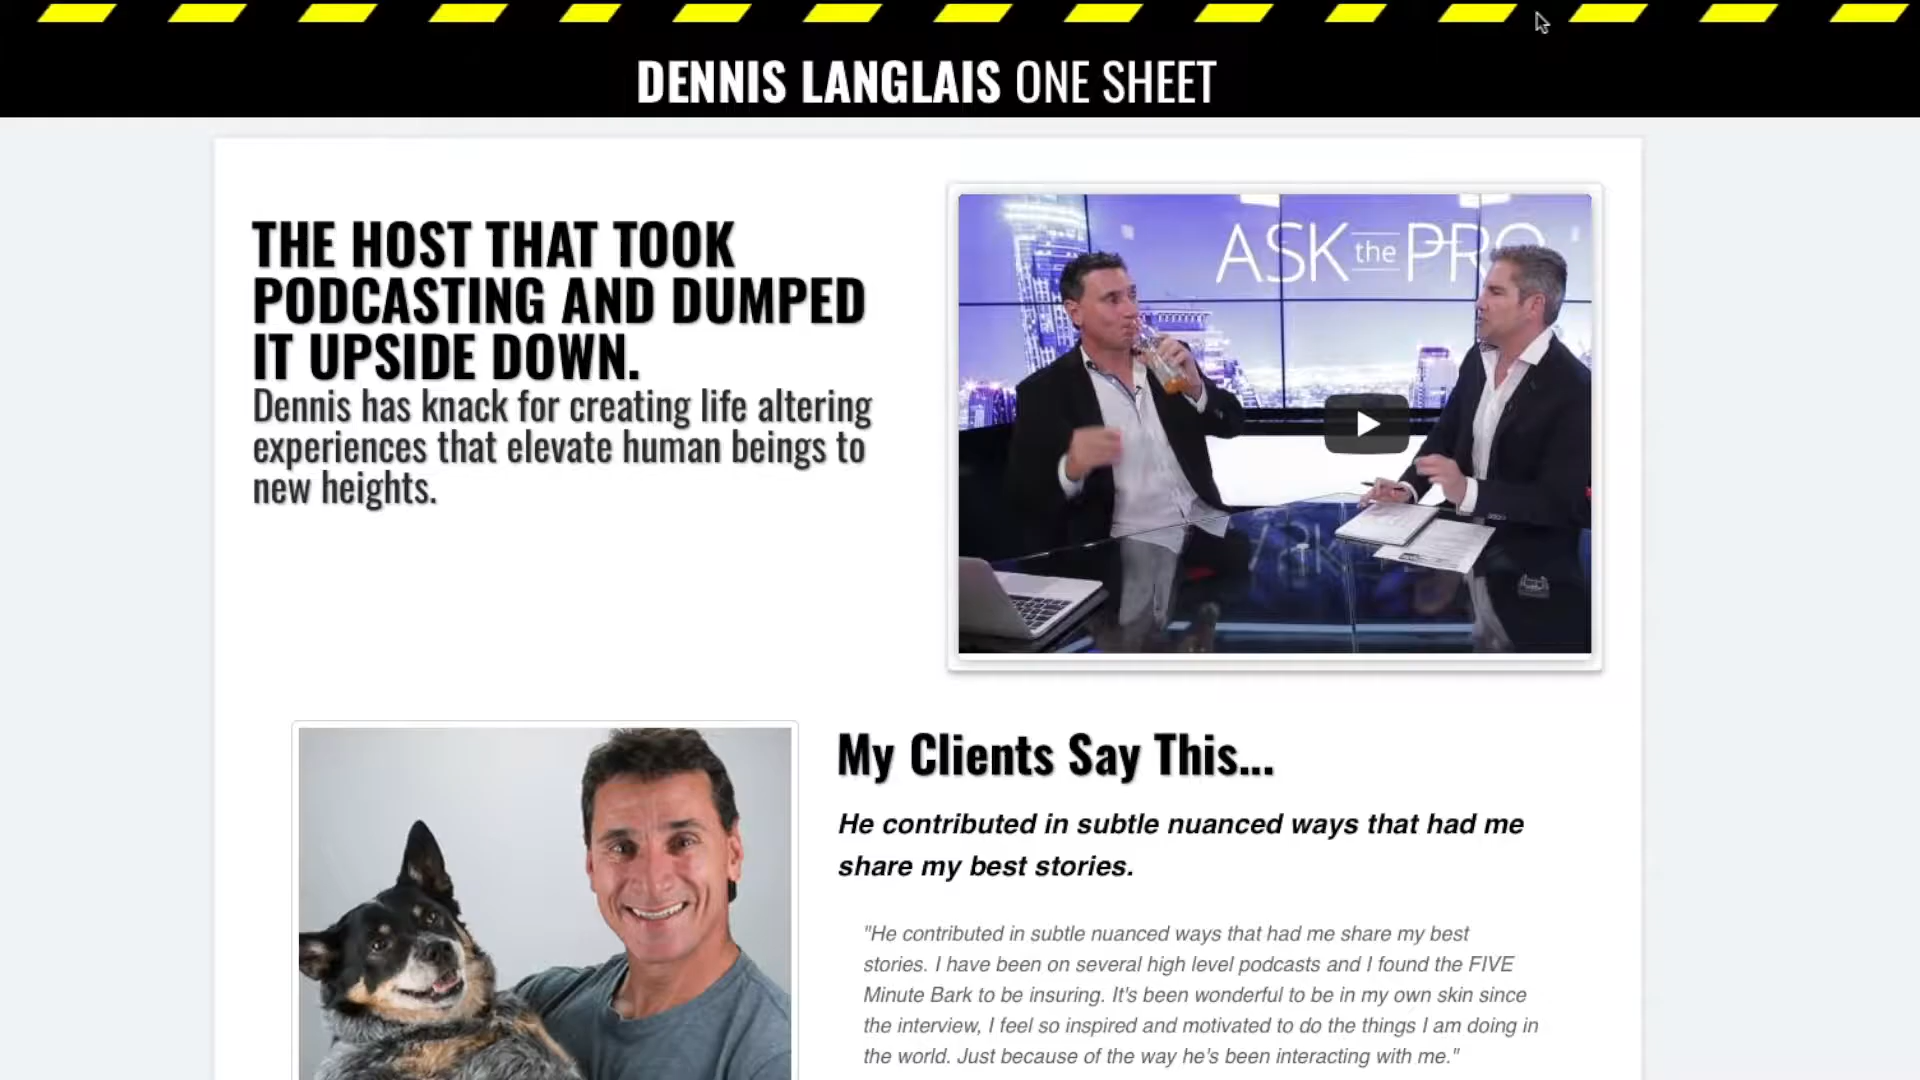 DENNIS LANGLAIS ONE SHEET
THE HOST THAT TOOK
PODCASTING AND DUMPED
IT UPSIDE DOWN.
Dennis has knack for creating life altering
experiences that elevate human beings to
new heights.
ASK the PRO
My Clients Say This...
He contributed in subtle nuanced ways that had me
share my best stories.
"He contributed in subtle nuanced ways that had me share my best
stories. I have been on several high level podcasts and I found the FIVE
Minute Bark to be insuring. It's been wonderful to be in my own skin since
the interview, I feel so inspired and motivated to do the things I am doing in
the world. Just because of the way he's been interacting with me."